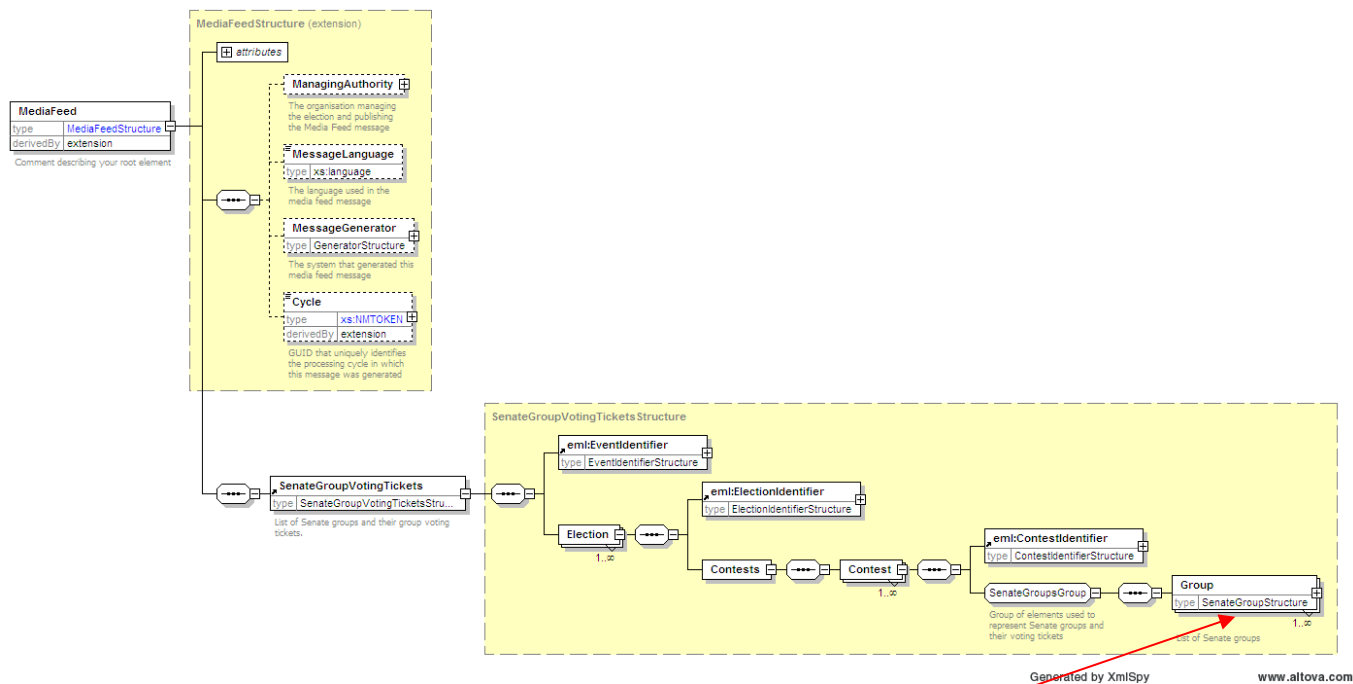 MediaFeedStructure (extension)
attributes
ManagingAuthority
The organisation managing
the election and publishing
the Media Feed message
MediaFeed
type MediaFeedStructure
derivedBy extension
Comment describing your root element
MessageLanguage
type xs:language
The language used in the
media feed message
MessageGenerator
type GeneratorStructure
The system that generated this
media feed message
Cycle
type xs:NMTOKEN
derivedBy extension
GUID that uniquely identifies
the processing cycle in which
this message was generated
SenateGroupVotingTicketsStructure
eml:EventIdentifier
type EventIdentifierStructure
SenateGroupVotingTickets
type SenateGroupVotingTicketsStru...
List of Senate groups and their group voting
tickets.
eml:ElectionIdentifier
type ElectionIdentifierStructure
Election
1..∞
eml:ContestIdentifier
type ContestIdentifierStructure
Contests
Contest
1..∞
SenateGroupsGroup
Group of elements used to
represent Senate groups and
their voting tickets
Group
type SenateGroupStructure
1..∞
List of Senate groups
Generated by XmlSpy
www.altova.com